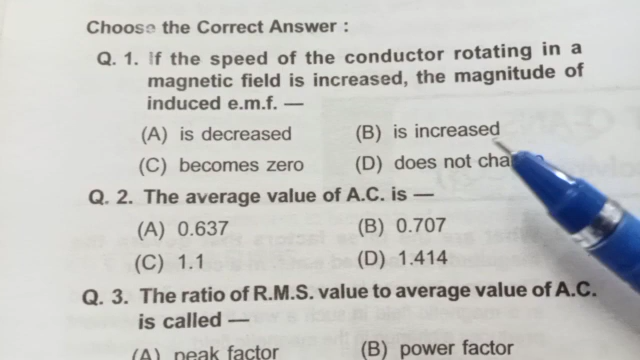 Choose the Correct Answer :
Q. 1. If the speed of the conductor rotating in a
magnetic field is increased, the magnitude of
induced e.m.f. —
(A) is decreased (B) is increased
(C) becomes zero (D) does not
Q. 2. The average value of A.C. is —
(A) 0.637 (B) 0.707
(C) 1.1 (D) 1.414
Q. 3. The ratio of R.M.S. value to average value of A.C.
is called —
(A) peak factor (B) power factor